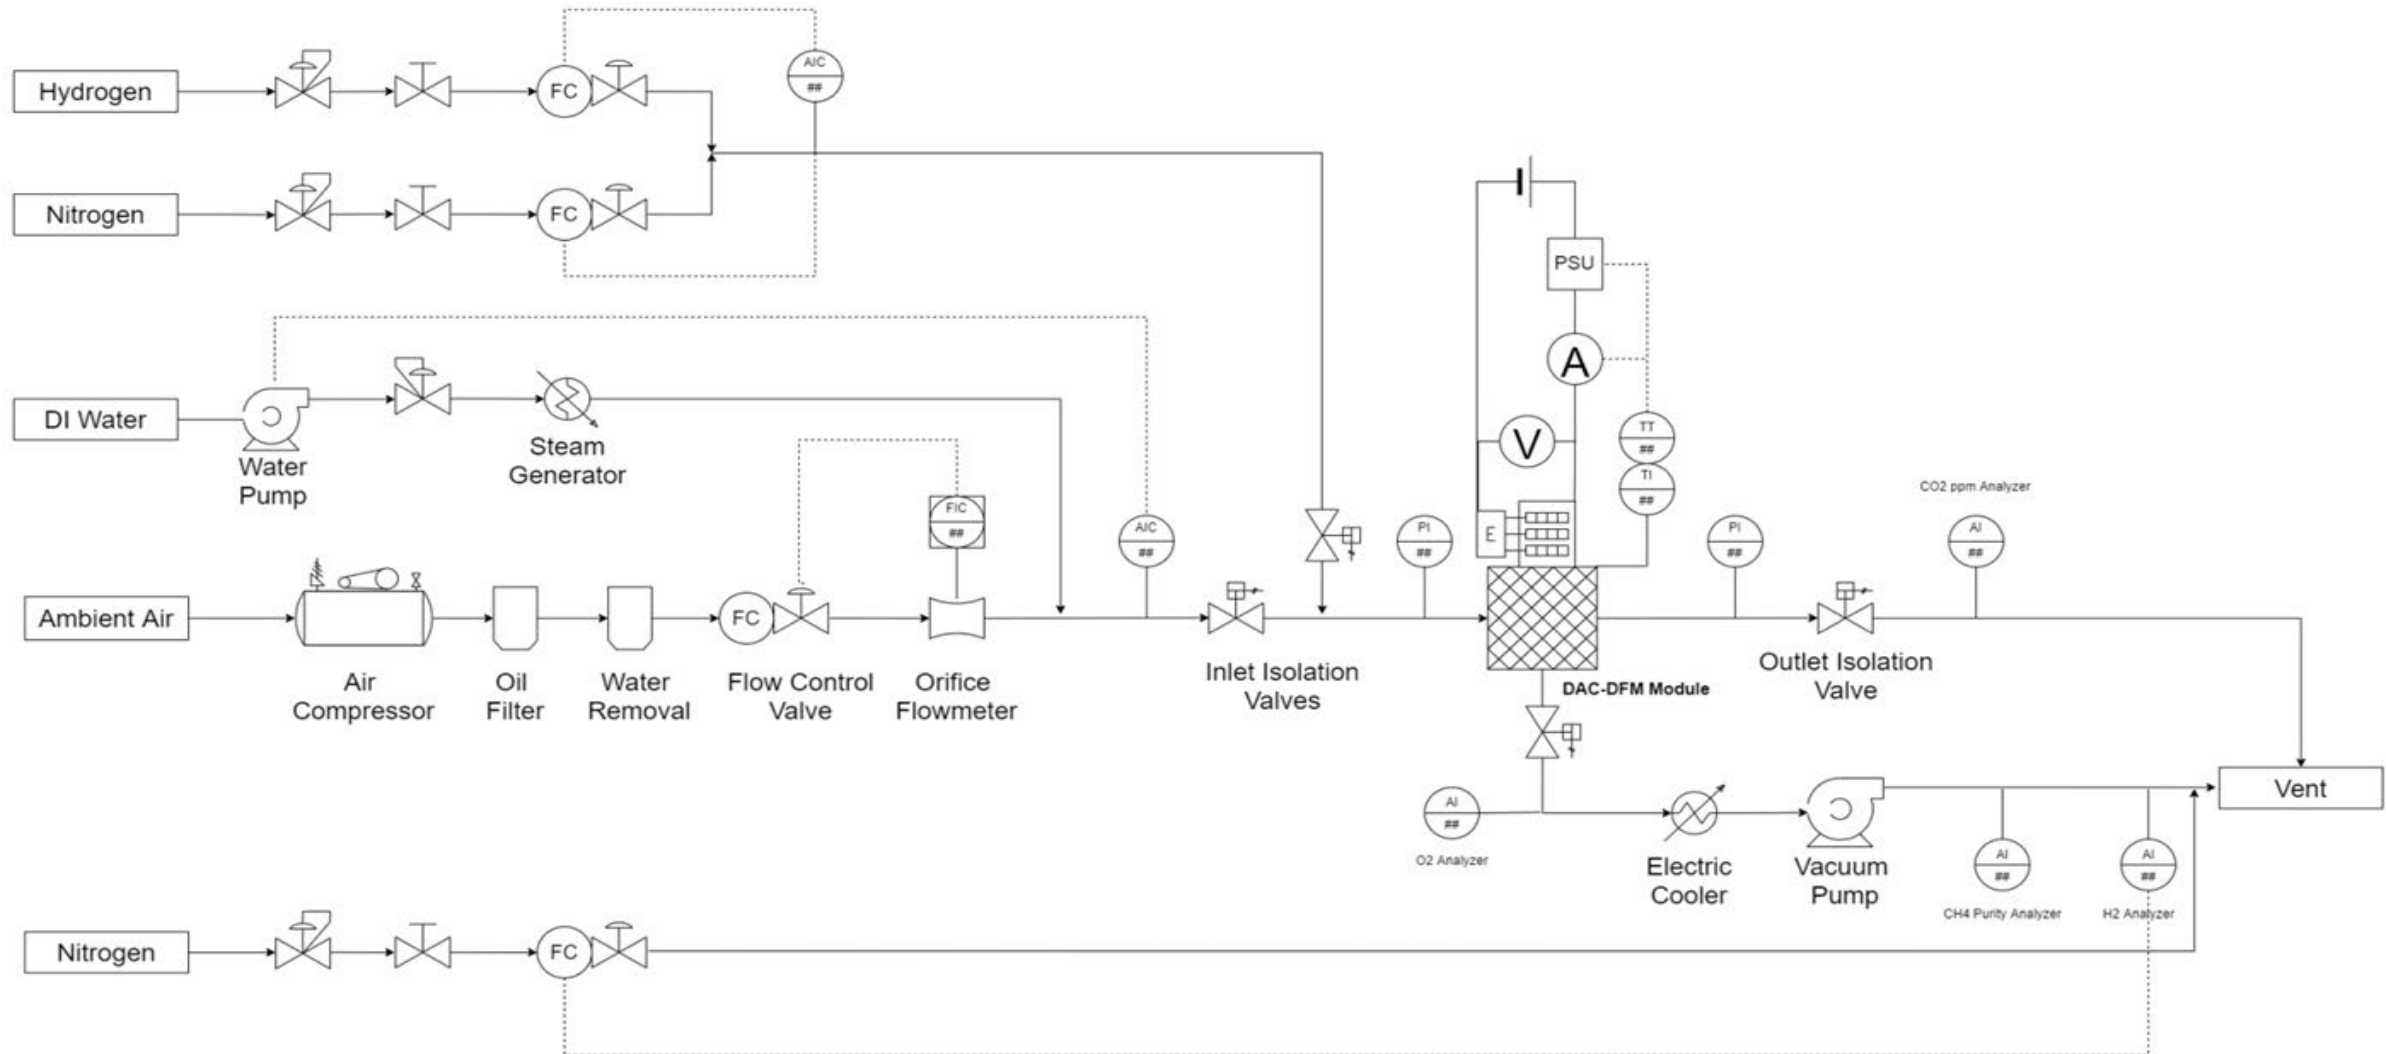 Hydrogen
FC
AIC
##
Nitrogen
FC
PSU
A
DI Water
Water
Pump
Steam
Generator
V
TT
##
TI
##
FIC
##
AIC
##
PI
##
E
PI
##
CO2 ppm Analyzer
AI
##
Ambient Air
FC
Air
Compressor
Oil
Filter
Water
Removal
Flow Control
Valve
Orifice
Flowmeter
Inlet Isolation
Valves
DAC-DFM Module
Outlet Isolation
Valve
Vent
AI
##
O2 Analyzer
Electric
Cooler
Vacuum
Pump
AI
##
CH4 Purity Analyzer
AI
##
H2 Analyzer
Nitrogen
FC